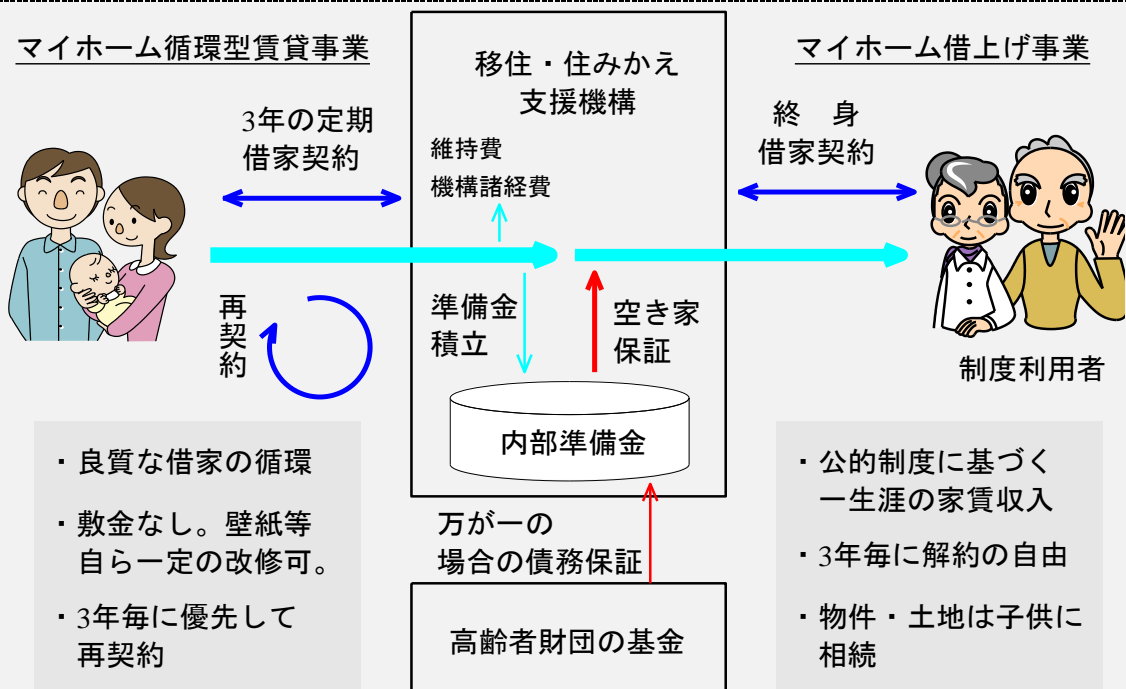 マイホーム循環型賃貸事業
3年の定期
借家契約
再契約
・良質な借家の循環
・敷金なし。壁紙等
自ら一定の改修可。
・3年毎に優先して
再契約
移住・住みかえ
支援機構
維持費
機構諸経費
準備金
積立
空き家
保証
内部準備金
万が一の
場合の債務保証
高齢者財団の基金
マイホーム借上げ事業
終　身
借家契約
制度利用者
・公的制度に基づく
一生涯の家賃収入
・3年毎に解約の自由
・物件・土地は子供に
相続